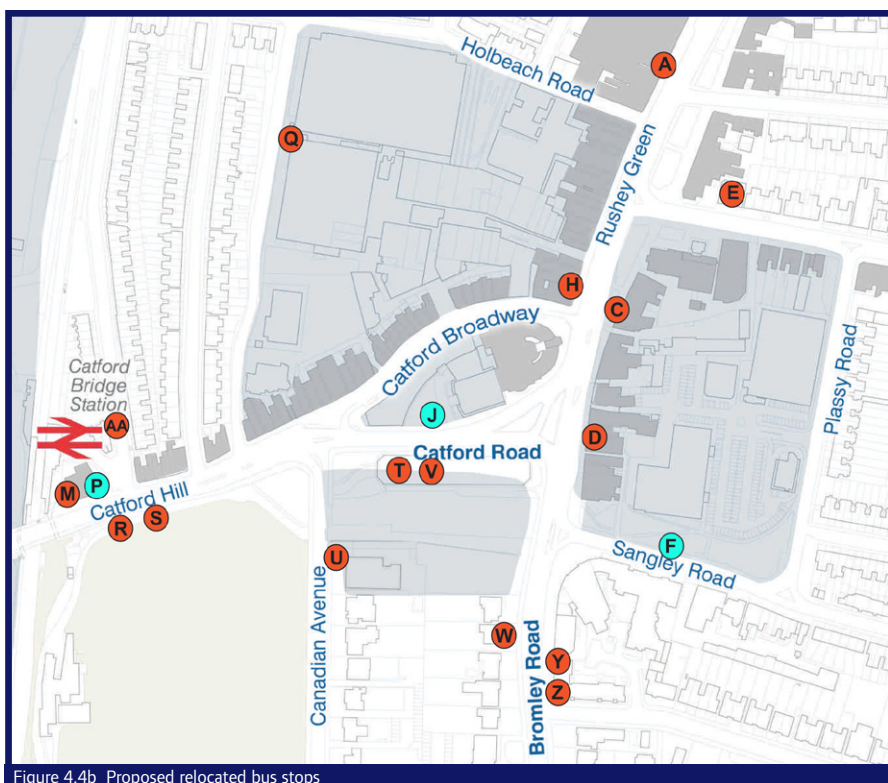 Holbeach Road
A
Q
Rushey Green
E
H
C
Catford Broadway
Plassy Road
Catford
Bridge
Station
AA
J
D
Catford Road
T
V
M
P
Catford Hill
R
S
F
Sangley Road
U
Canadian Avenue
W
Bromley Road
Y
Z
Figure 4.4b Proposed relocated bus stops